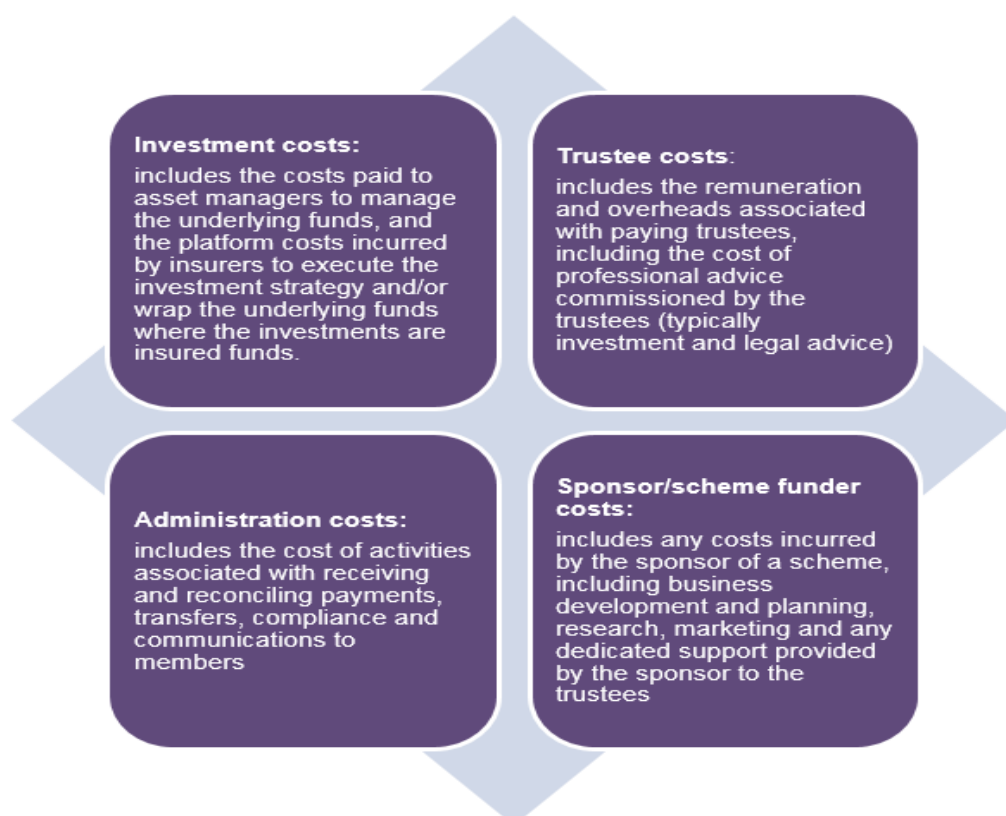 Investment costs:
includes the costs paid to
asset managers to manage
the underlying funds, and
the platform costs incurred
by insurers to execute the
investment strategy and/or
wrap the underlying funds
where the investments are
insured funds.
Trustee costs:
includes the remuneration
and overheads associated
with paying trustees,
including the cost of
professional advice
commissioned by the
trustees (typically
investment and legal advice)
Administration costs:
includes the cost of activities
associated with receiving
and reconciling payments,
transfers, compliance and
communications to
members
Sponsor/scheme funder
costs:
includes any costs incurred
by the sponsor of a scheme,
including business
development and planning,
research, marketing and any
dedicated support provided
by the sponsor to the
trustees